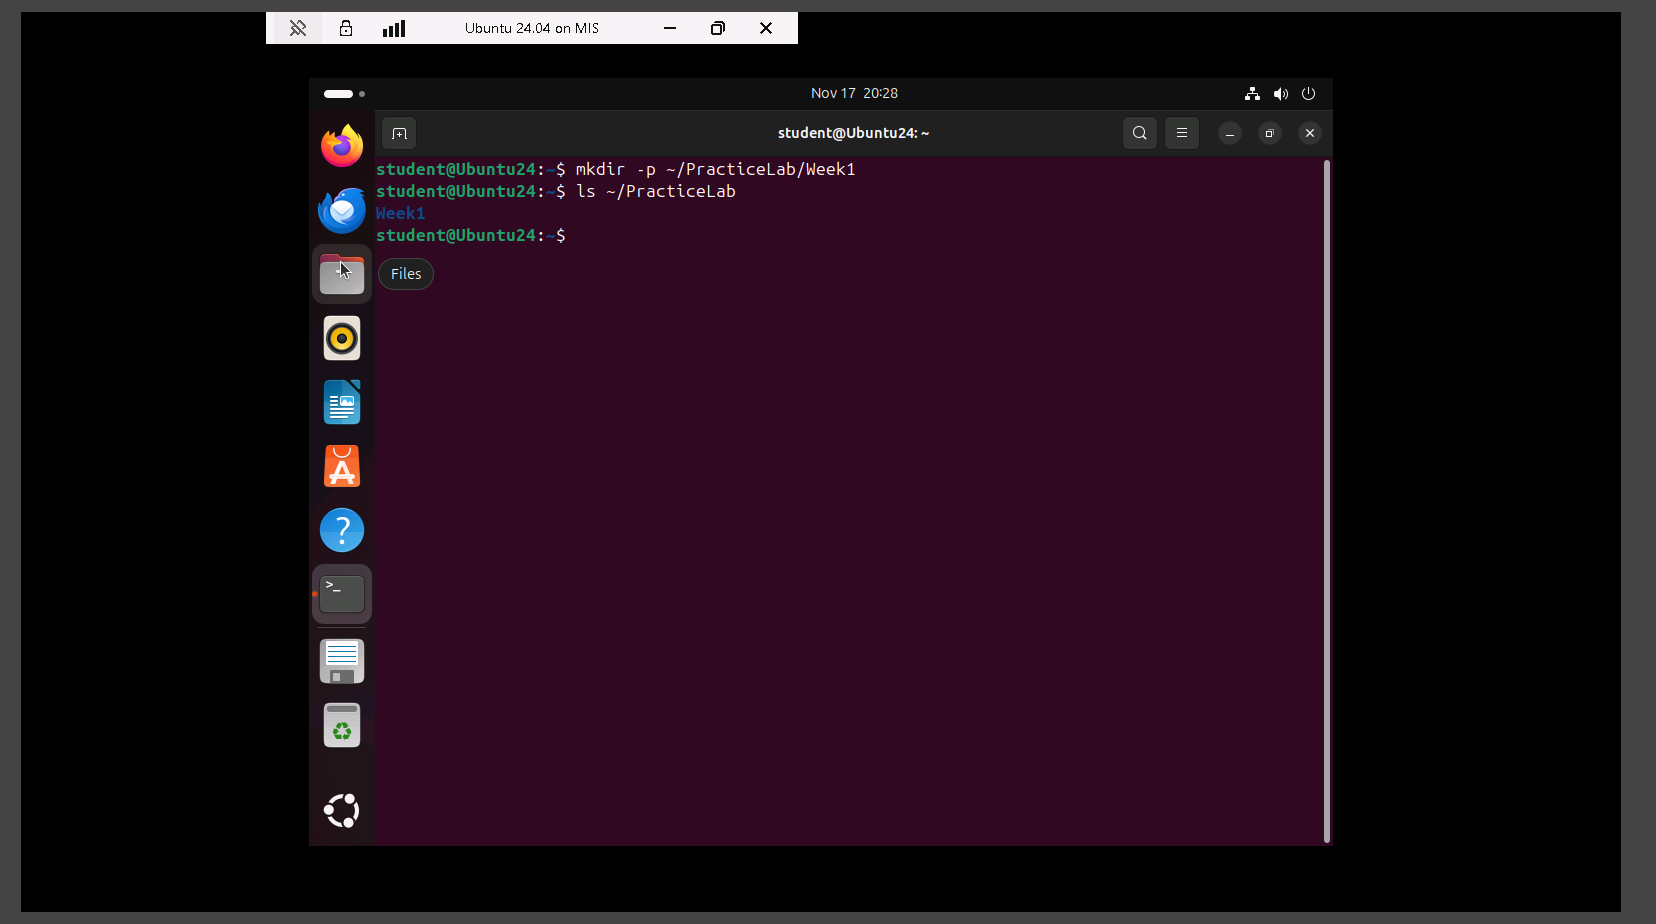 Ubuntu 24.04 on MIS
Nov 17 20:28
student@Ubuntu24: ~
student@Ubuntu24:~$ mkdir -p ~/PracticeLab/Week1
student@Ubuntu24:~$ ls ~/PracticeLab
Week1
student@Ubuntu24:~$
Files
A
?
>_